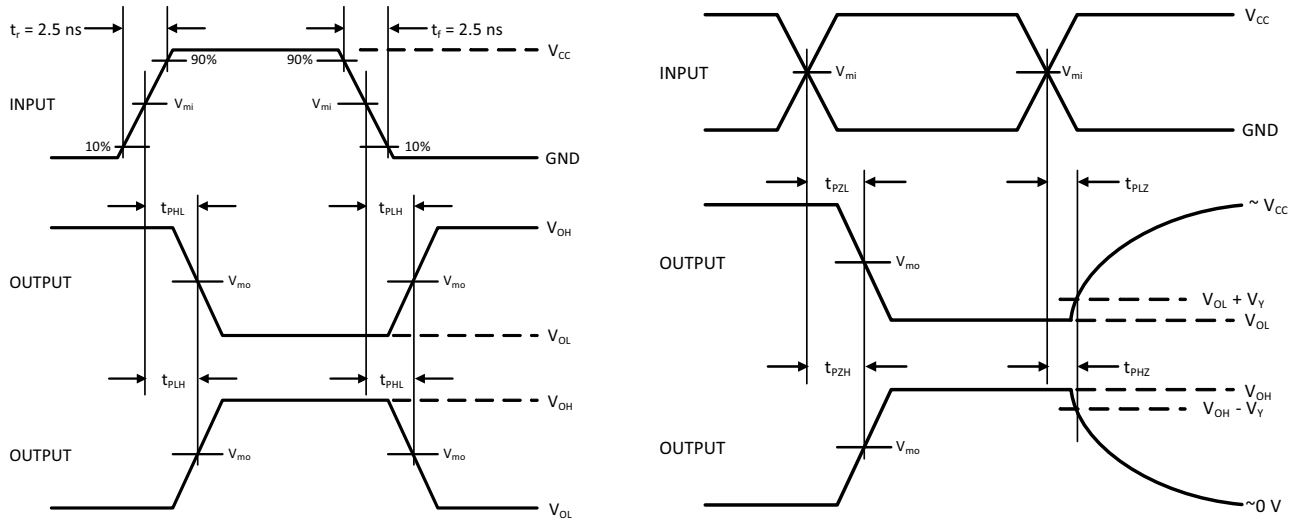 t_r = 2.5 ns
t_f = 2.5 ns
V_CC
90%
90%
INPUT
V_mi
V_mi
10%
10%
GND
t_PHL
t_PLH
V_OH
OUTPUT
V_mo
V_mo
V_OL
t_PLH
t_PHL
V_OH
OUTPUT
V_mo
V_mo
V_OL
V_CC
INPUT
V_mi
V_mi
GND
t_PZL
t_PLZ
~ V_CC
OUTPUT
V_mo
V_OL + V_Y
V_OL
t_PZH
t_PHZ
V_OH
V_OH - V_Y
OUTPUT
V_mo
~0 V